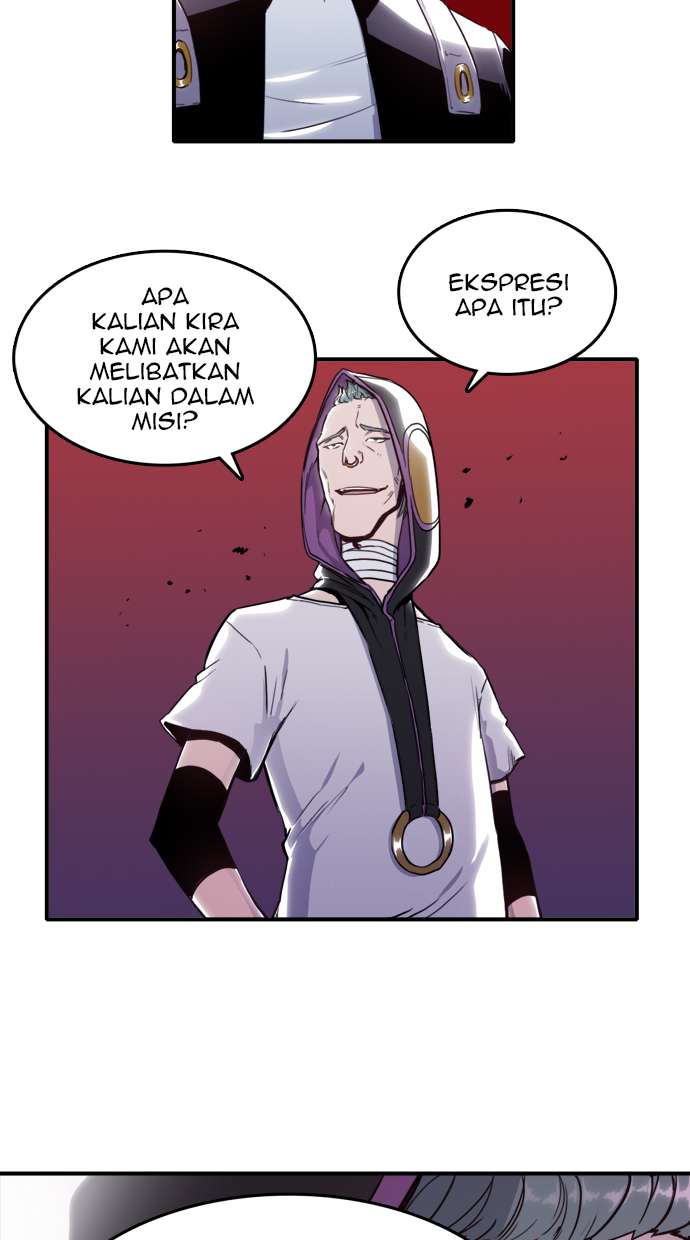 EKSPRESI
APA ITU?
APA
KALIAN KIRA
KAMI AKAN
MELIBATKAN
KALIAN DALAM
MISI?